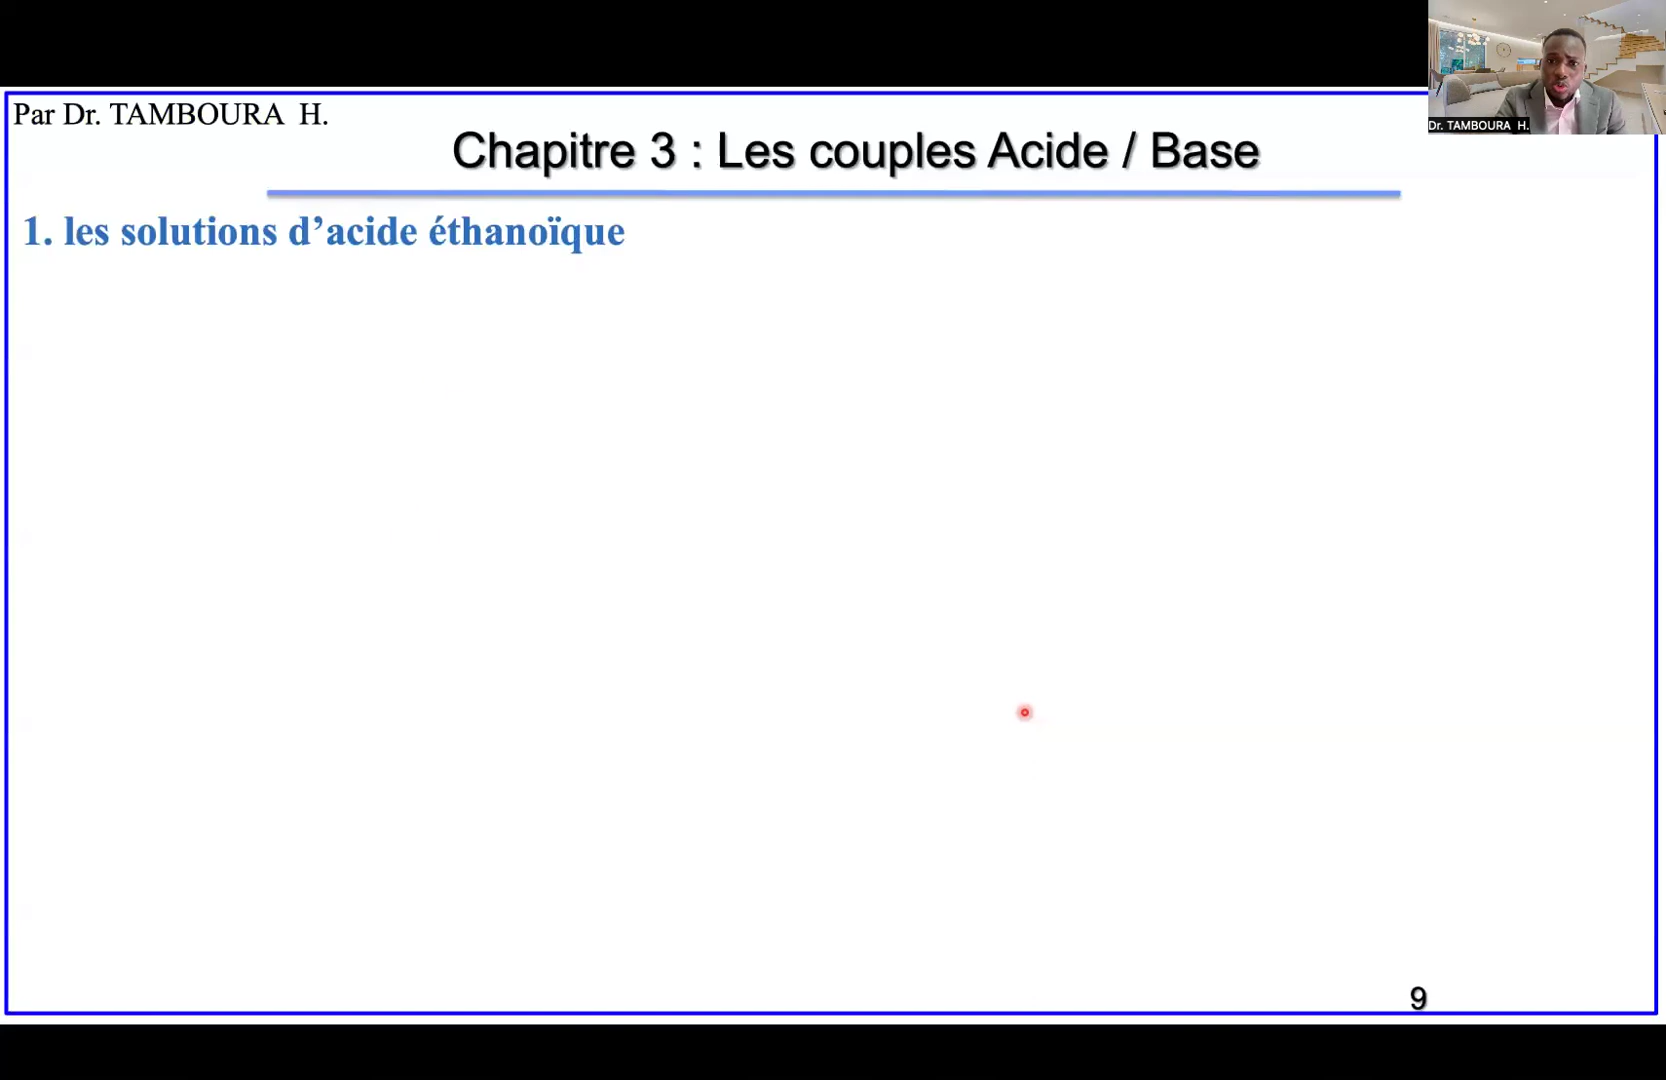 Par Dr. TAMBOURA H.
Dr. TAMBOURA H.
Chapitre 3 : Les couples Acide / Base
1. les solutions d’acide éthanoïque
9